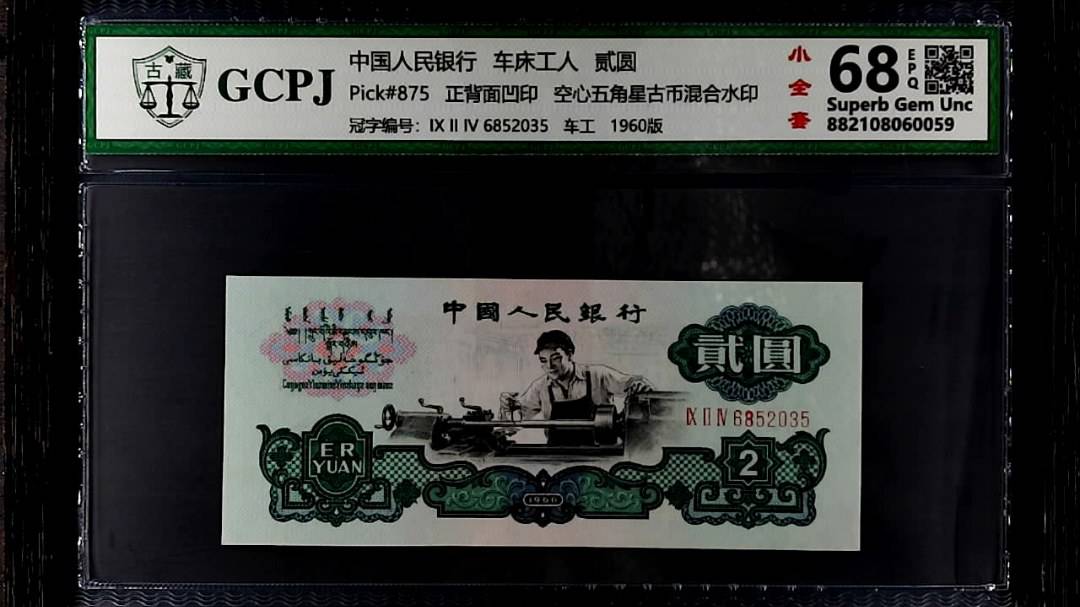 古藏
GCPJ
中国人民银行 车床工人 贰圆
Pick#875 正背面凹印 空心五角星古币混合水印
冠字编号：IX II IV 6852035 车工 1960版
小全套
68
EPQ
Superb Gem Unc
882108060059
中國人民銀行
貳圓
IX II IV 6852035
ER
YUAN
2
1960